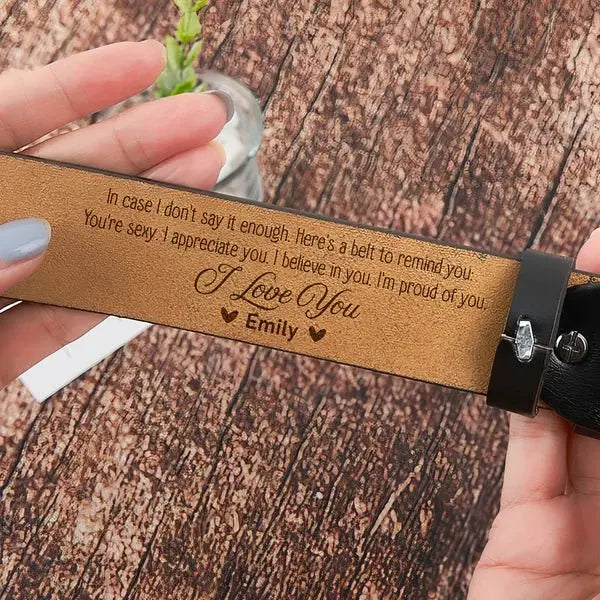 In case I don't say it enough. Here's a belt to remind you.
You're sexy. I appreciate you. I believe in you. I'm proud of you.
I Love You
Emily